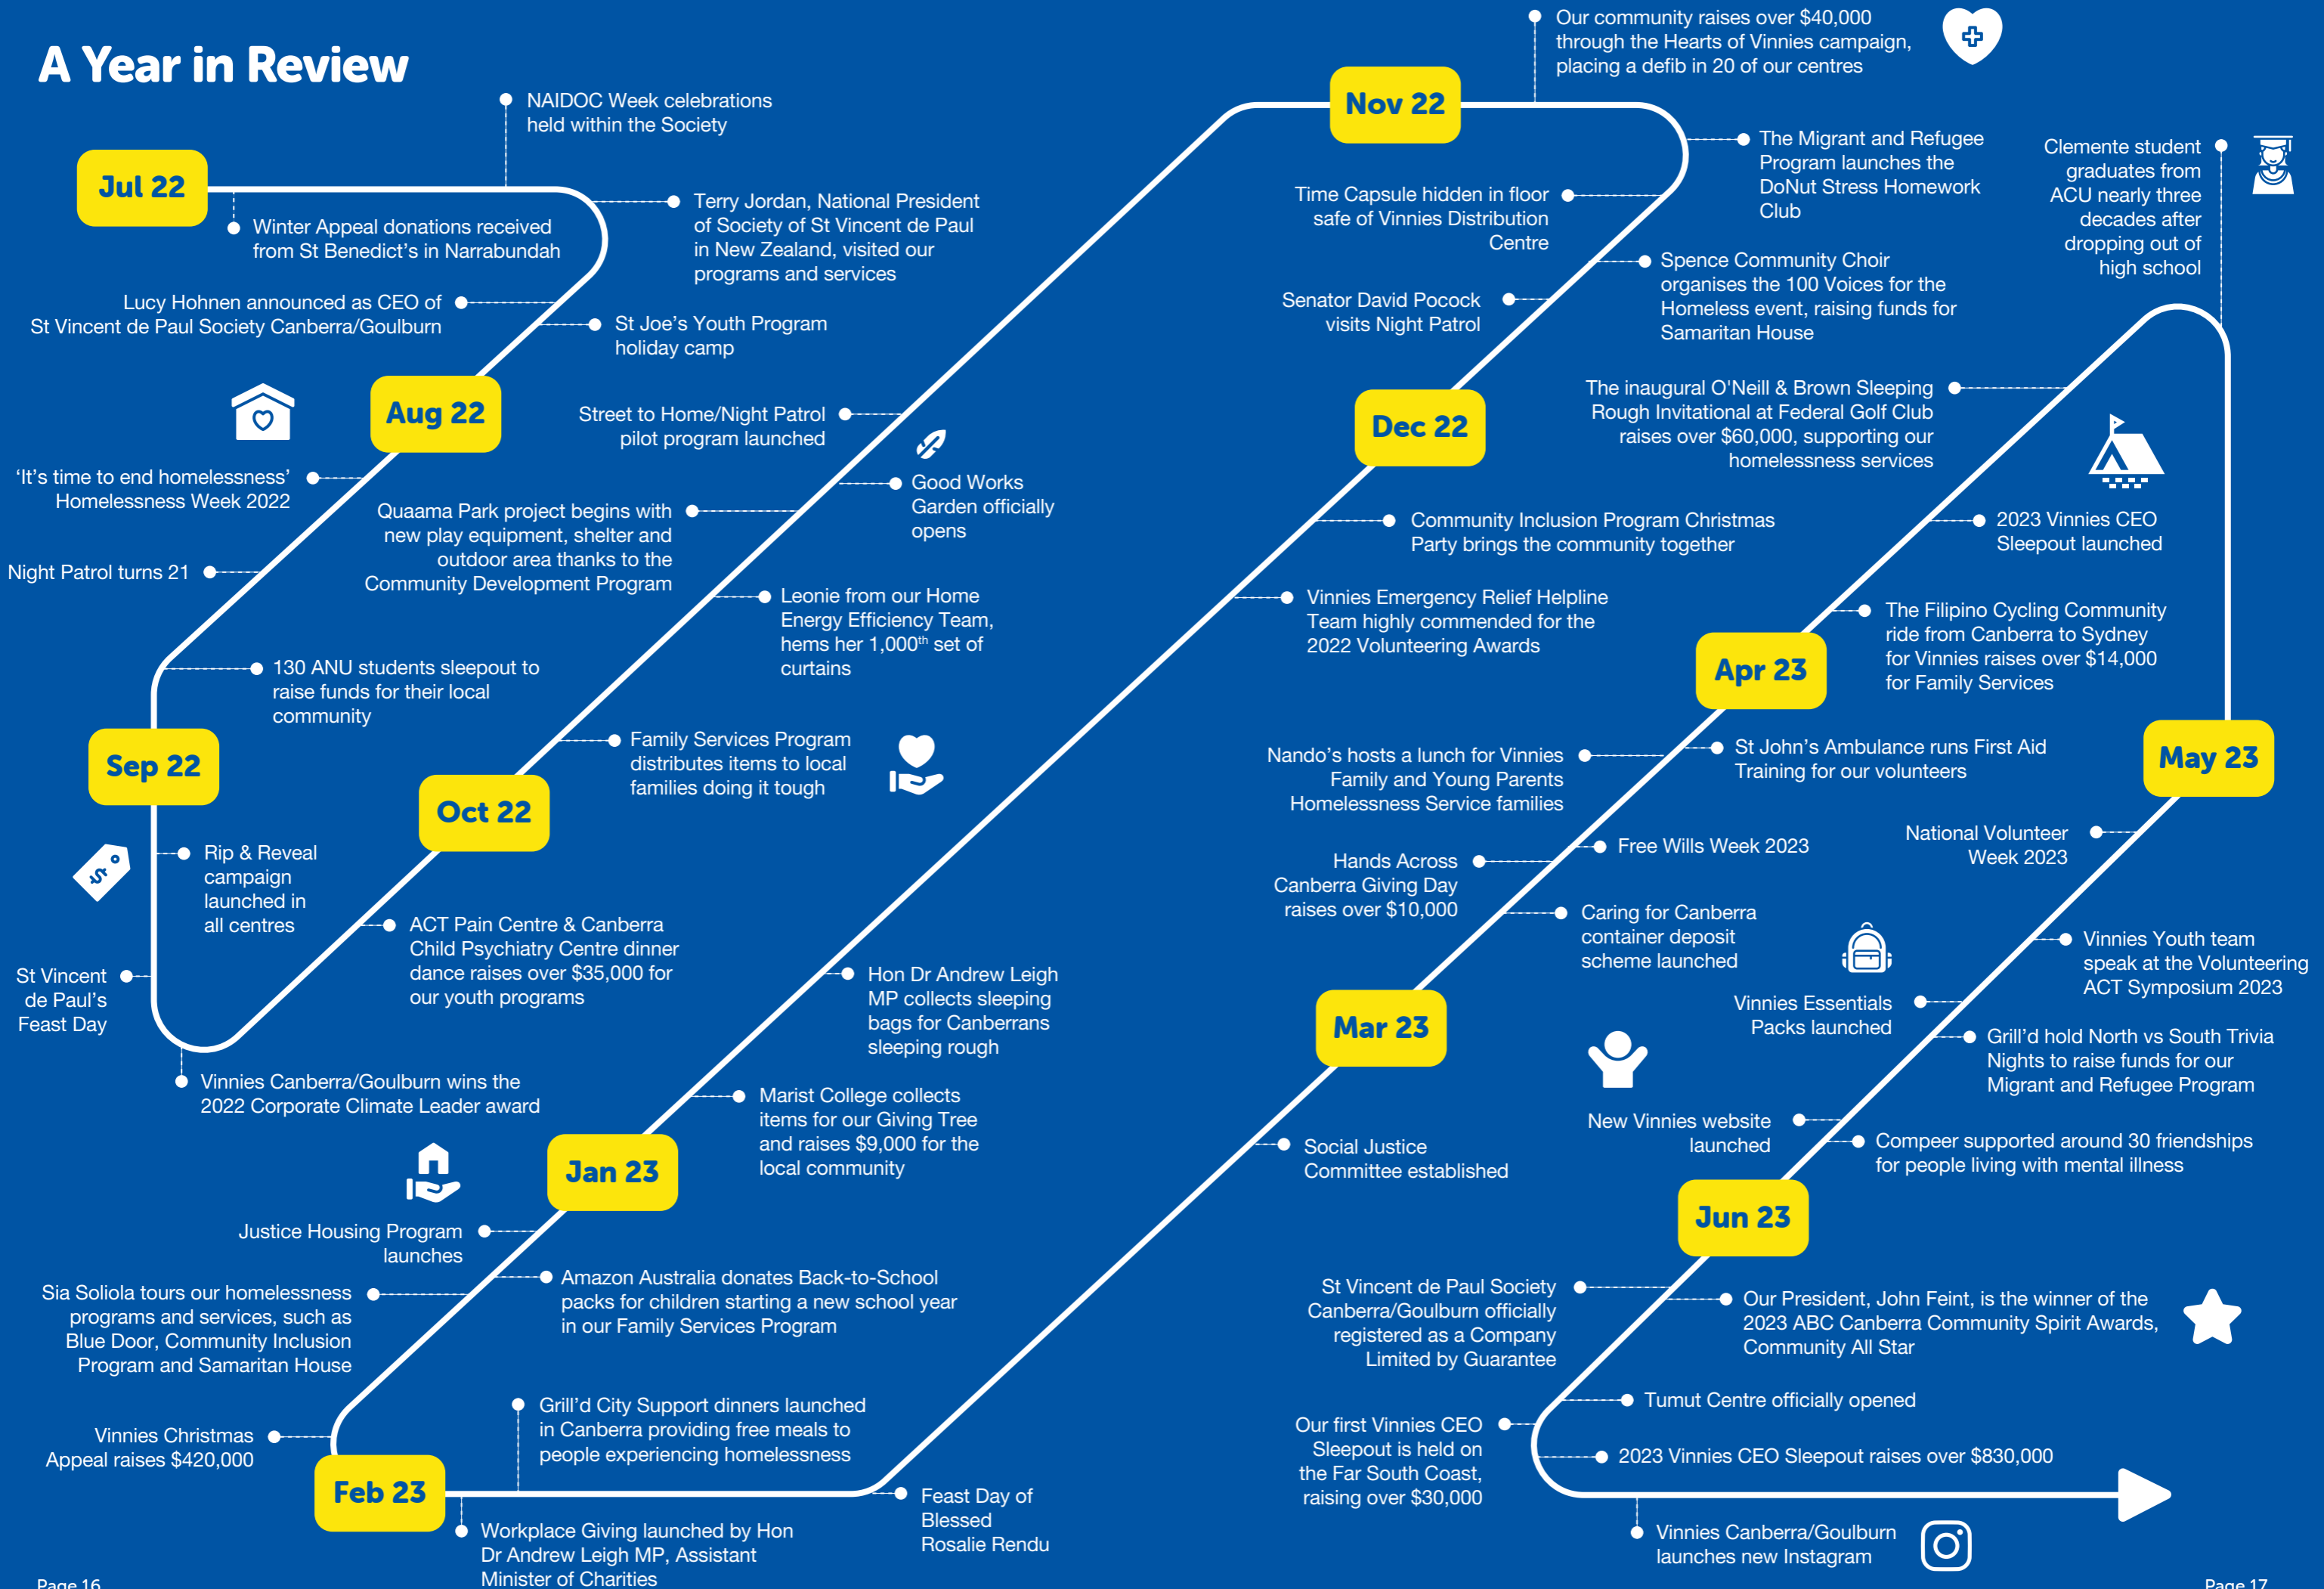 A Year in Review
Jul 22
NAIDOC Week celebrations
held within the Society
Winter Appeal donations received
from St Benedict's in Narrabundah
Terry Jordan, National President
of Society of St Vincent de Paul
in New Zealand, visited our
programs and services
Lucy Hohnen announced as CEO of
St Vincent de Paul Society Canberra/Goulburn
St Joe's Youth Program
holiday camp
Aug 22
‘It’s time to end homelessness’
Homelessness Week 2022
Night Patrol turns 21
130 ANU students sleepout to
raise funds for their local
community
Sep 22
Rip & Reveal
campaign
launched in
all centres
St Vincent
de Paul’s
Feast Day
Vinnies Canberra/Goulburn wins the
2022 Corporate Climate Leader award
ACT Pain Centre & Canberra
Child Psychiatry Centre dinner
dance raises over $35,000 for
our youth programs
Oct 22
Family Services Program
distributes items to local
families doing it tough
Leonie from our Home
Energy Efficiency Team,
hems her 1,000th set of
curtains
Quaama Park project begins with
new play equipment, shelter and
outdoor area thanks to the
Community Development Program
Good Works
Garden officially
opens
Street to Home/Night Patrol
pilot program launched
Nov 22
Our community raises over $40,000
through the Hearts of Vinnies campaign,
placing a defib in 20 of our centres
The Migrant and Refugee
Program launches the
DoNut Stress Homework
Club
Time Capsule hidden in floor
safe of Vinnies Distribution
Centre
Spence Community Choir
organises the 100 Voices for the
Homeless event, raising funds for
Samaritan House
Senator David Pocock
visits Night Patrol
Dec 22
Community Inclusion Program Christmas
Party brings the community together
Vinnies Emergency Relief Helpline
Team highly commended for the
2022 Volunteering Awards
Hon Dr Andrew Leigh
MP collects sleeping
bags for Canberrans
sleeping rough
Marist College collects
items for our Giving Tree
and raises $9,000 for the
local community
Jan 23
Justice Housing Program
launches
Amazon Australia donates Back-to-School
packs for children starting a new school year
in our Family Services Program
Sia Soliola tours our homelessness
programs and services, such as
Blue Door, Community Inclusion
Program and Samaritan House
Vinnies Christmas
Appeal raises $420,000
Feb 23
Workplace Giving launched by Hon
Dr Andrew Leigh MP, Assistant
Minister of Charities
Grill’d City Support dinners launched
in Canberra providing free meals to
people experiencing homelessness
Feast Day of
Blessed
Rosalie Rendu
Social Justice
Committee established
Mar 23
Caring for Canberra
container deposit
scheme launched
Hands Across
Canberra Giving Day
raises over $10,000
Free Wills Week 2023
Nando’s hosts a lunch for Vinnies
Family and Young Parents
Homelessness Service families
St John’s Ambulance runs First Aid
Training for our volunteers
Apr 23
The Filipino Cycling Community
ride from Canberra to Sydney
for Vinnies raises over $14,000
for Family Services
2023 Vinnies CEO
Sleepout launched
The inaugural O'Neill & Brown Sleeping
Rough Invitational at Federal Golf Club
raises over $60,000, supporting our
homelessness services
Clemente student
graduates from
ACU nearly three
decades after
dropping out of
high school
May 23
National Volunteer
Week 2023
Vinnies Youth team
speak at the Volunteering
ACT Symposium 2023
Vinnies Essentials
Packs launched
Grill’d hold North vs South Trivia
Nights to raise funds for our
Migrant and Refugee Program
New Vinnies website
launched
Compeer supported around 30 friendships
for people living with mental illness
Jun 23
St Vincent de Paul Society
Canberra/Goulburn officially
registered as a Company
Limited by Guarantee
Our President, John Feint, is the winner of the
2023 ABC Canberra Community Spirit Awards,
Community All Star
Tumut Centre officially opened
Our first Vinnies CEO
Sleepout is held on
the Far South Coast,
raising over $30,000
2023 Vinnies CEO Sleepout raises over $830,000
Vinnies Canberra/Goulburn
launches new Instagram
Page 16
Page 17